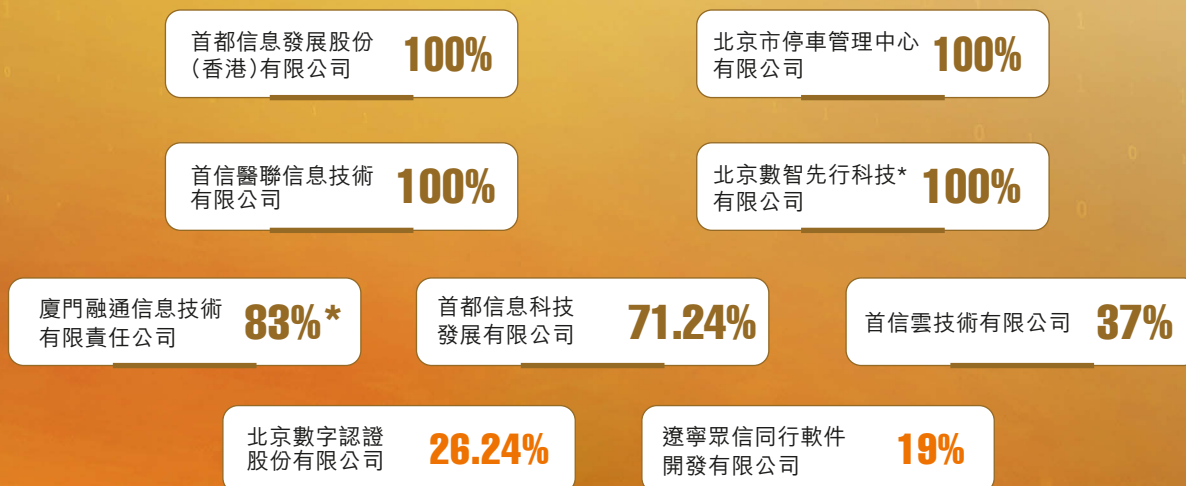 首都信息發展股份
(香港)有限公司
100%
北京市停車管理中心
有限公司
100%
首信醫聯信息技術
有限公司
100%
北京數智先行科技*
有限公司
100%
廈門融通信息技術
有限責任公司
83%*
首都信息科技
發展有限公司
71.24%
首信雲技術有限公司
37%
北京數字認證
股份有限公司
26.24%
遼寧眾信同行軟件
開發有限公司
19%